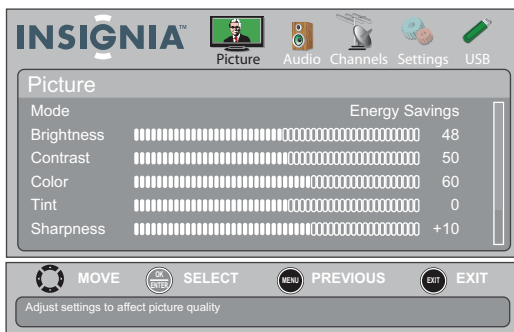 INSIGNIA™
Picture Audio Channels Settings USB
Picture
Mode Energy Savings
Brightness 48
Contrast 50
Color 60
Tint 0
Sharpness +10
MOVE OK ENTER SELECT MENU PREVIOUS EXIT EXIT
Adjust settings to affect picture quality